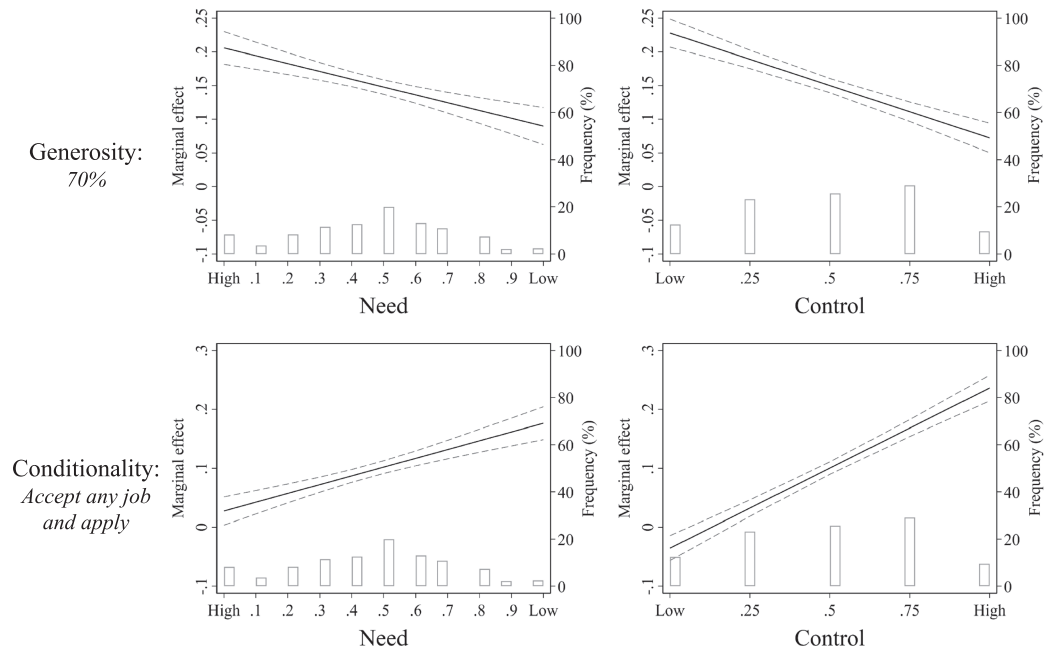 Generosity:
70%
Marginal effect
.25
.2
.15
.1
.05
0
-.05
-.1
100
80
60
40
20
0
Frequency (%)
High .1 .2 .3 .4 .5 .6 .7 .8 .9 Low
Need
Marginal effect
.25
.2
.15
.1
.05
0
-.05
-.1
100
80
60
40
20
0
Frequency (%)
Low .25 .5 .75 High
Control
Conditionality:
Accept any job
and apply
Marginal effect
.3
.2
.1
0
-.1
100
80
60
40
20
0
Frequency (%)
High .1 .2 .3 .4 .5 .6 .7 .8 .9 Low
Need
Marginal effect
.3
.2
.1
0
-.1
100
80
60
40
20
0
Frequency (%)
Low .25 .5 .75 High
Control